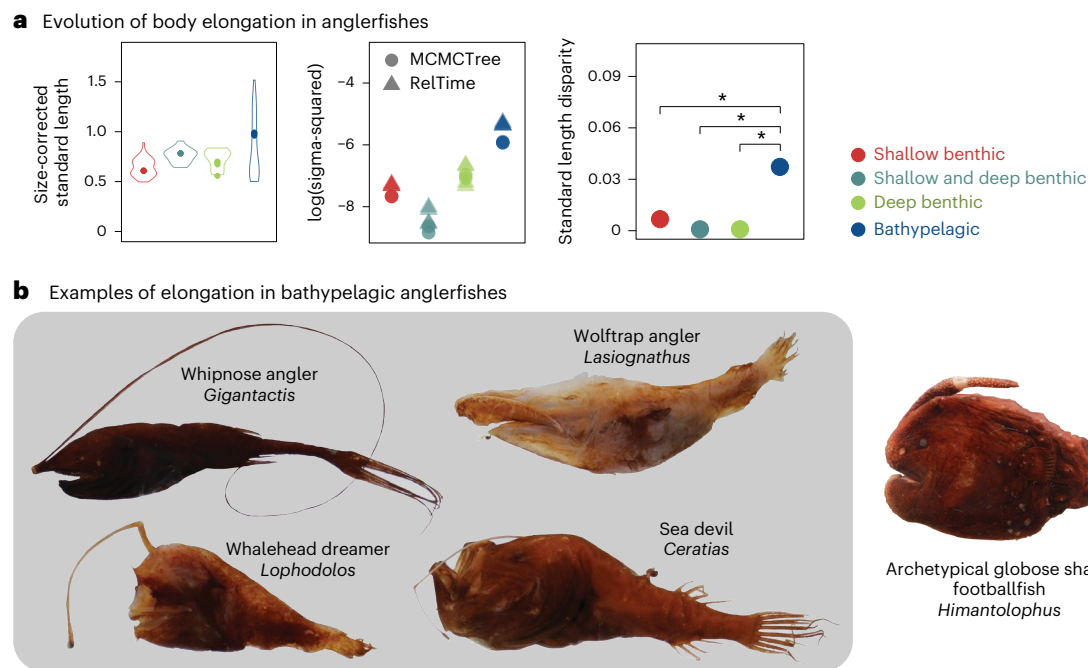 a Evolution of body elongation in anglerfishes
Size-corrected
standard length
1.5
1.0
0.5
0
log(sigma-squared)
−4
−6
−8
MCMCTree
RelTime
Standard length disparity
0.09
0.06
0.03
0
*
*
*
Shallow benthic
Shallow and deep benthic
Deep benthic
Bathypelagic
b Examples of elongation in bathypelagic anglerfishes
Whipnose angler
Gigantactis
Wolftrap angler
Lasiognathus
Whalehead dreamer
Lophodolos
Sea devil
Ceratias
Archetypical globose sha
footballfish
Himantolophus